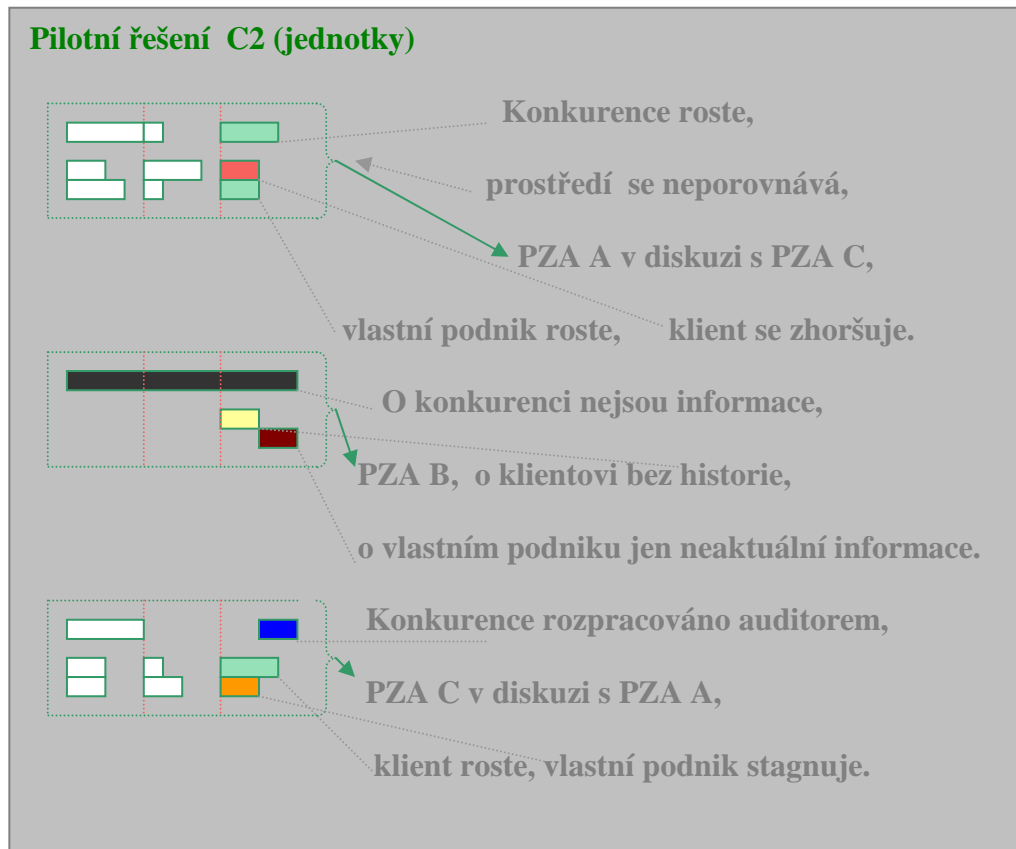 Pilotní řešení  C2 (jednotky)
Konkurence roste,
prostředí  se neporovnává,
PZA A v diskuzi s PZA C,
vlastní podnik roste,    klient se zhoršuje.
O konkurenci nejsou informace,
PZA B,  o klientovi bez historie,
o vlastním podniku jen neaktuální informace.
Konkurence rozpracováno auditorem,
PZA C v diskuzi s PZA A,
klient roste, vlastní podnik stagnuje.